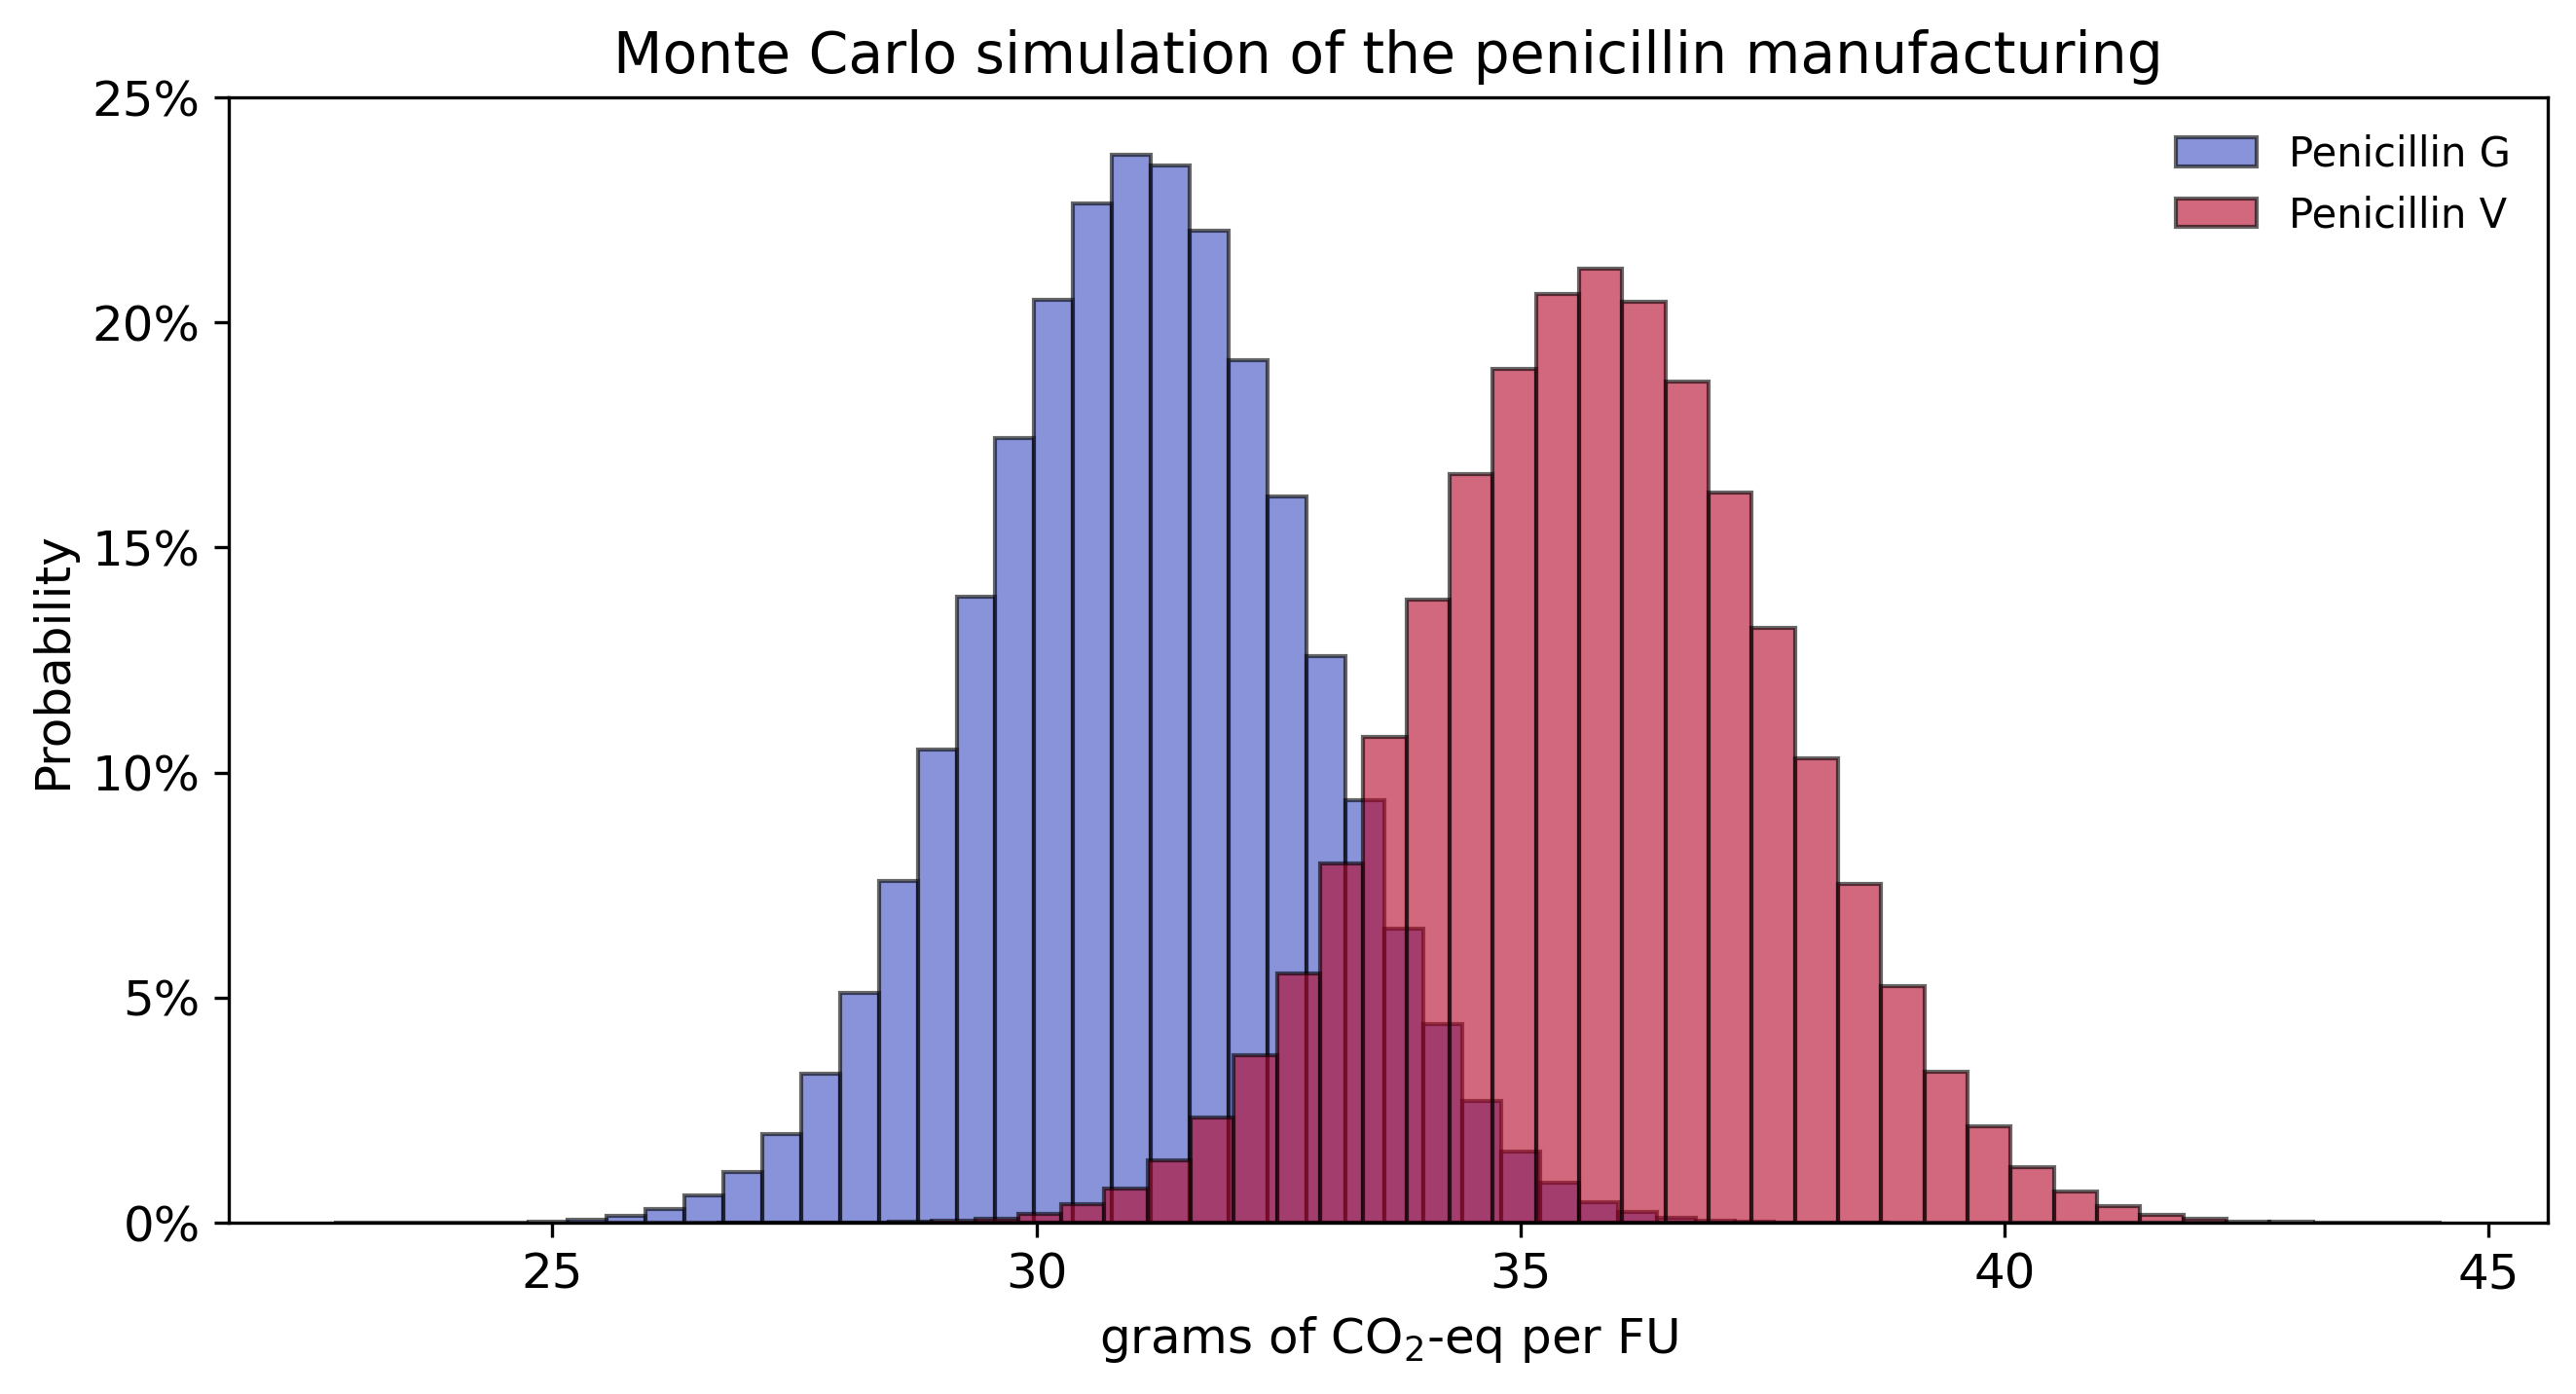 Monte Carlo simulation of the penicillin manufacturing
25%
20%
15%
10%
5%
0%
Probability
Penicillin G
Penicillin V
25 30 35 40 45
grams of CO₂-eq per FU